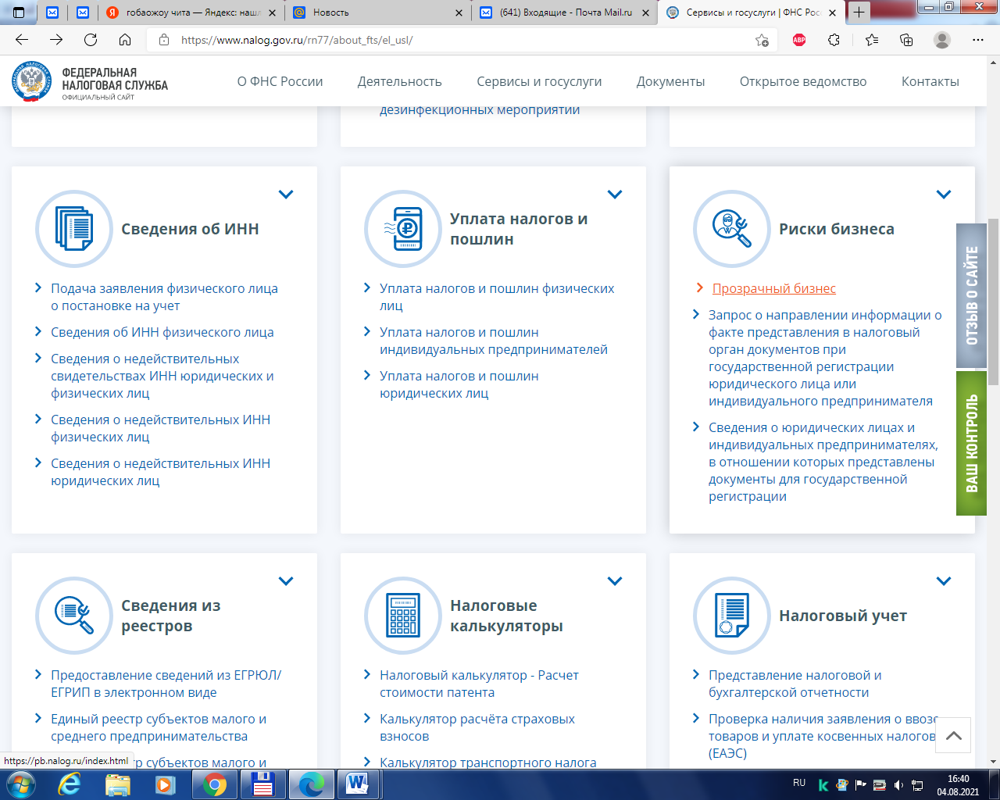 гобаожоу чита — Яндекс: наш
Новость
(641) Входящие - Почта Mail.ru
Сервисы и госуслуги | ФНС Рос
https://www.nalog.gov.ru/rn77/about_fts/el_usl/
ABP
ФЕДЕРАЛЬНАЯ
НАЛОГОВАЯ СЛУЖБА
ОФИЦИАЛЬНЫЙ САЙТ
О ФНС России
Деятельность
Сервисы и госуслуги
Документы
Открытое ведомство
Контакты
дезинфекционных мероприятий
Сведения об ИНН
Подача заявления физического лица
о постановке на учет
Сведения об ИНН физического лица
Сведения о недействительных
свидетельствах ИНН юридических и
физических лиц
Сведения о недействительных ИНН
физических лиц
Сведения о недействительных ИНН
юридических лиц
Уплата налогов и
пошлин
Уплата налогов и пошлин физических
лиц
Уплата налогов и пошлин
индивидуальных предпринимателей
Уплата налогов и пошлин
юридических лиц
Риски бизнеса
Прозрачный бизнес
Запрос о направлении информации о
факте представления в налоговый
орган документов при
государственной регистрации
юридического лица или
индивидуального предпринимателя
Сведения о юридических лицах и
индивидуальных предпринимателях,
в отношении которых представлены
документы для государственной
регистрации
ОТЗЫВ О САЙТЕ
ВАШ КОНТРОЛЬ
Сведения из
реестров
Предоставление сведений из ЕГРЮЛ/
ЕГРИП в электронном виде
Единый реестр субъектов малого и
среднего предпринимательства
стр субъектов малого и
Налоговые
калькуляторы
Налоговый калькулятор - Расчет
стоимости патента
Калькулятор расчёта страховых
взносов
Калькулятор транспортного налога
Налоговый учет
Представление налоговой и
бухгалтерской отчетности
Проверка наличия заявления о ввозе
товаров и уплате косвенных налогов
(ЕАЭС)
https://pb.nalog.ru/index.html
RU
16:40
04.08.2021